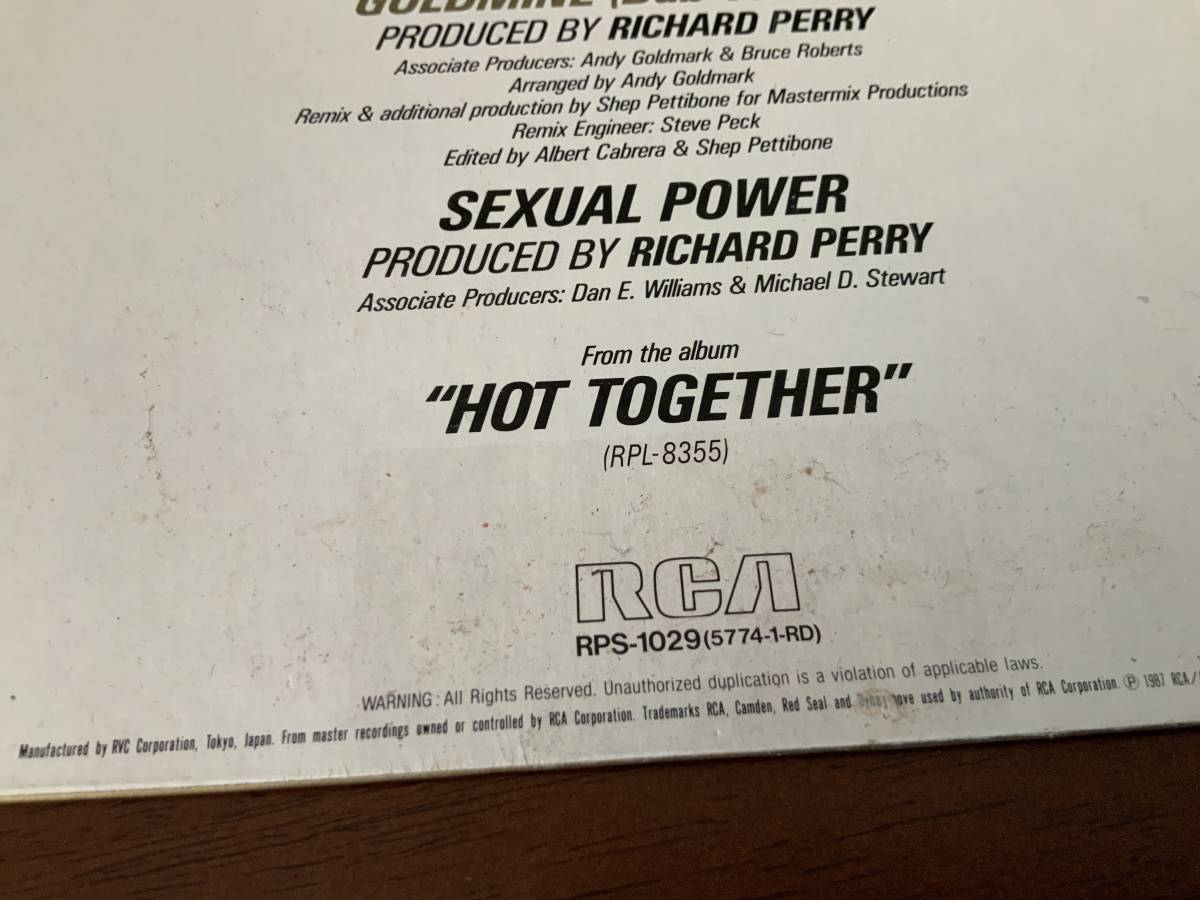 GOLDMINE (Dub
PRODUCED BY RICHARD PERRY
Associate Producers: Andy Goldmark & Bruce Roberts
Arranged by Andy Goldmark
Remix & additional production by Shep Pettibone for Mastermix Productions
Remix Engineer: Steve Peck
Edited by Albert Cabrera & Shep Pettibone
SEXUAL POWER
PRODUCED BY RICHARD PERRY
Associate Producers: Dan E. Williams & Michael D. Stewart
From the album
"HOT TOGETHER"
(RPL-8355)
RCA
RPS-1029(5774-1-RD)
WARNING: All Rights Reserved. Unauthorized duplication is a violation of applicable laws.
Manufactured by RVC Corporation, Tokyo, Japan. From master recordings owned or controlled by RCA Corporation. Trademarks RCA, Camden, Red Seal and used by authority of RCA Corporation. Ⓟ 1987 RCA/